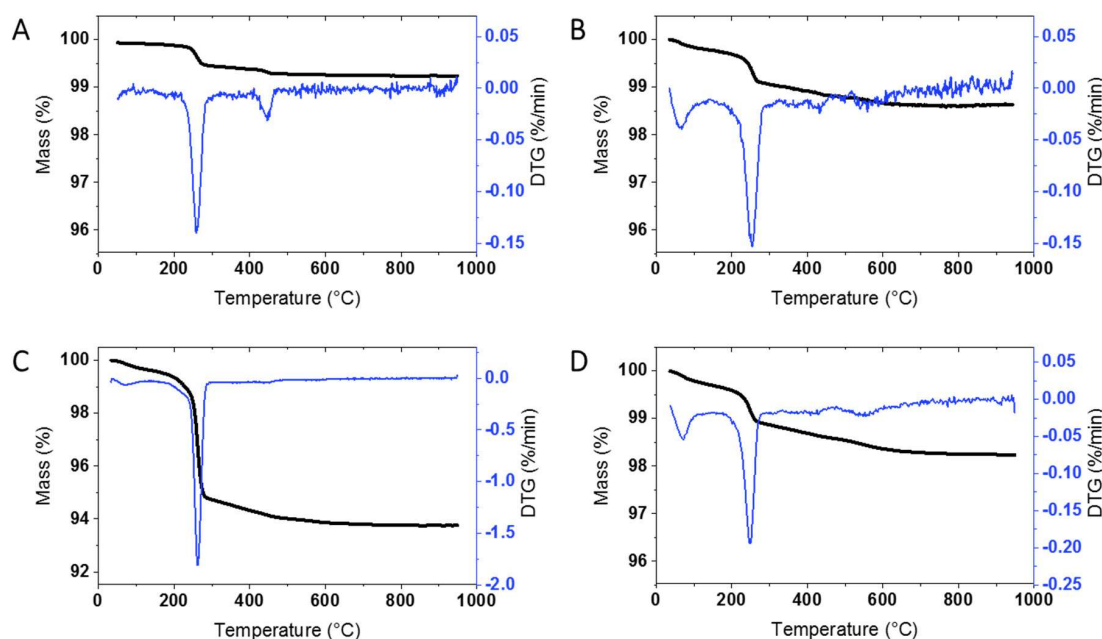 A
100
99
98
97
96
Mass (%)
0.05
0.00
-0.05
-0.10
-0.15
DTG (%/min)
0 200 400 600 800 1000
Temperature (°C)
B
100
99
98
97
96
Mass (%)
0.05
0.00
-0.05
-0.10
-0.15
DTG (%/min)
0 200 400 600 800 1000
Temperature (°C)
C
100
98
96
94
92
Mass (%)
0.0
-0.5
-1.0
-1.5
-2.0
DTG (%/min)
0 200 400 600 800 1000
Temperature (°C)
D
100
99
98
97
96
Mass (%)
0.05
0.00
-0.05
-0.10
-0.15
-0.20
-0.25
DTG (%/min)
0 200 400 600 800 1000
Temperature (°C)